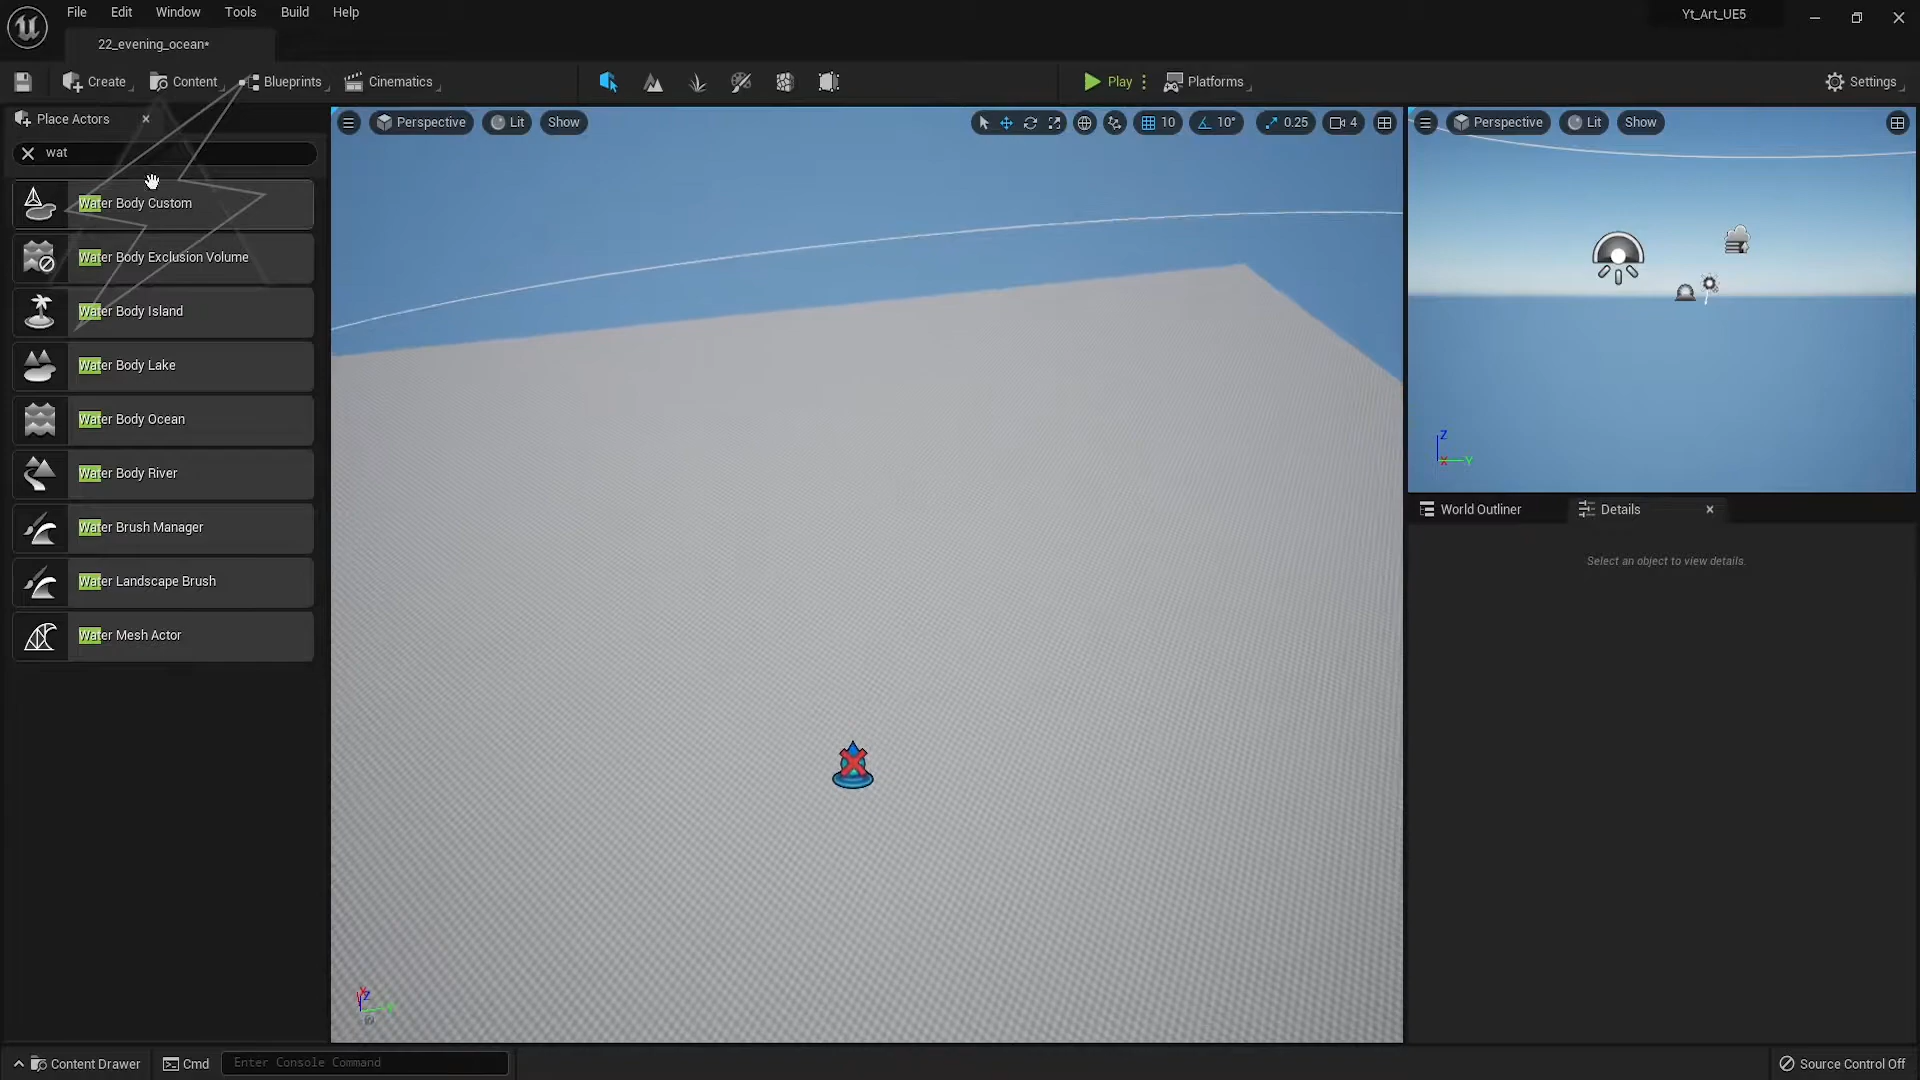 File Edit Window Tools Build Help
Yt_Art_UE5
22_evening_ocean*
Create Content Blueprints Cinematics Play Platforms Settings
Place Actors
wat
Water Body Custom
Water Body Exclusion Volume
Water Body Island
Water Body Lake
Water Body Ocean
Water Body River
Water Brush Manager
Water Landscape Brush
Water Mesh Actor
Perspective Lit Show 10 10° 0.25 4
Perspective Lit Show
Z
X Y
World Outliner Details
Select an object to view details.
X Z
Content Drawer Cmd Enter Console Command Source Control Off